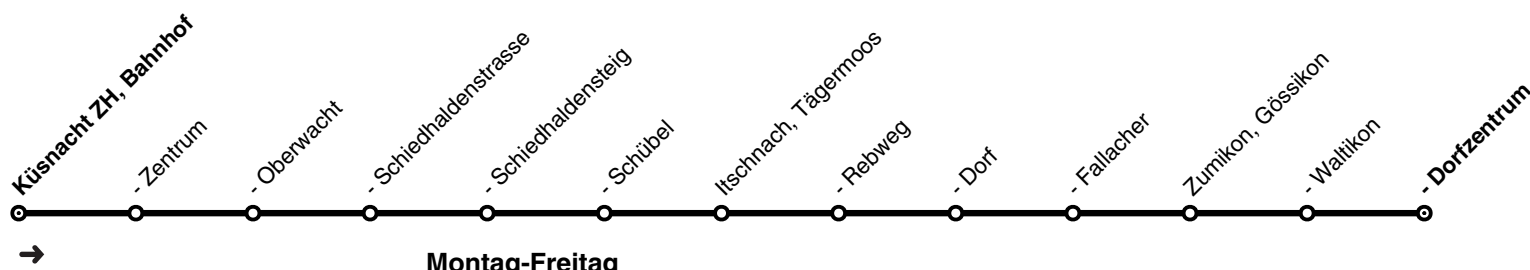 Küsnacht ZH, Bahnhof
- Zentrum
- Oberwacht
- Schiedhaldenstrasse
- Schiedhaldensteig
- Schübel
Itschnach, Tägermoos
- Rebweg
- Dorf
- Fallacher
Zumikon, Gössikon
- Waltikon
- Dorfzentrum
Montag-Freitag